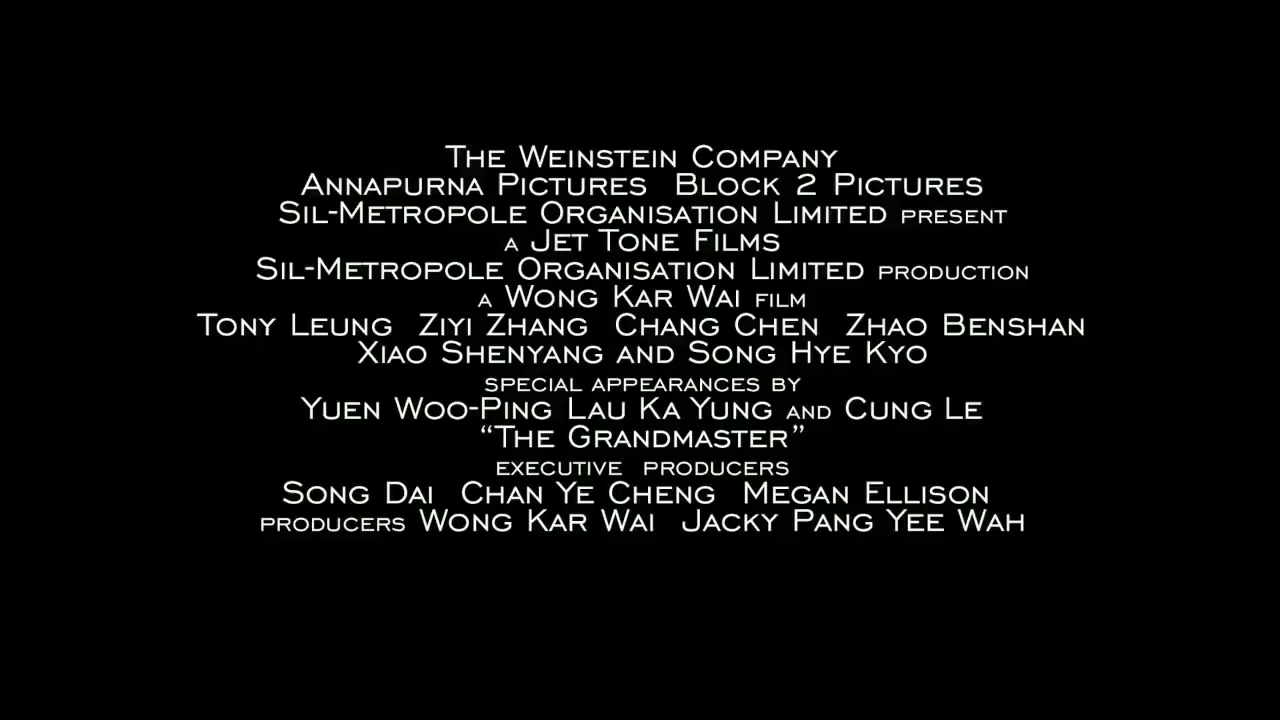 The Weinstein Company
Annapurna Pictures Block 2 Pictures
Sil-Metropole Organisation Limited present
a Jet Tone Films
Sil-Metropole Organisation Limited production
a Wong Kar Wai film
Tony Leung Ziyi Zhang Chang Chen Zhao Benshan
Xiao Shenyang and Song Hye Kyo
special appearances by
Yuen Woo-Ping Lau Ka Yung and Cung Le
“The Grandmaster”
executive producers
Song Dai Chan Ye Cheng Megan Ellison
producers Wong Kar Wai Jacky Pang Yee Wah